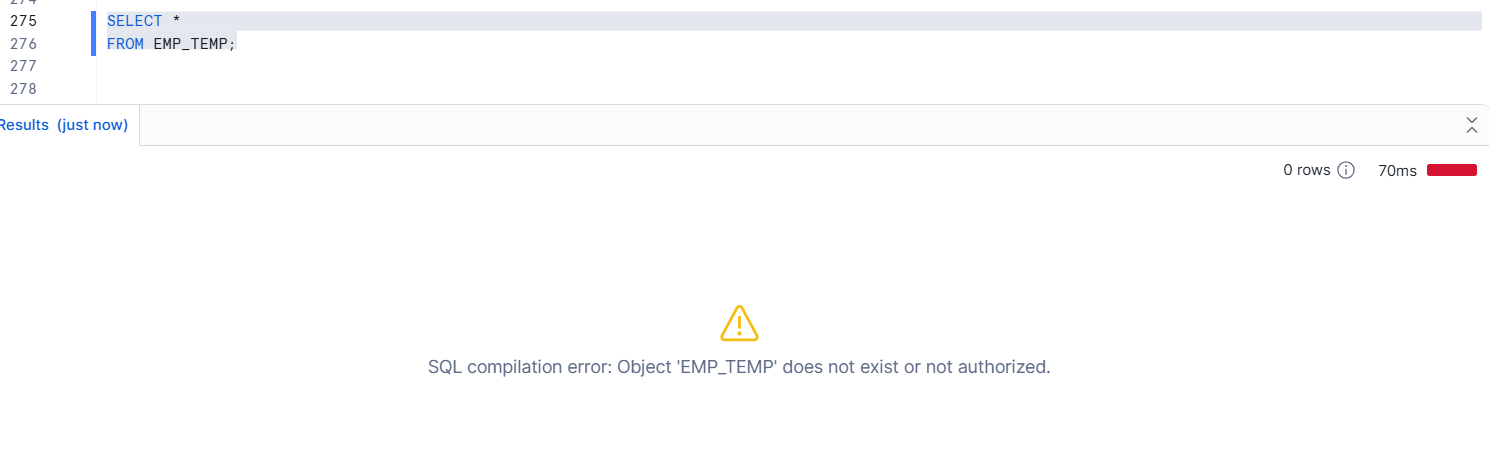 274
275 SELECT *
276 FROM EMP_TEMP;
277
278
Results (just now)
0 rows 70ms
SQL compilation error: Object 'EMP_TEMP' does not exist or not authorized.